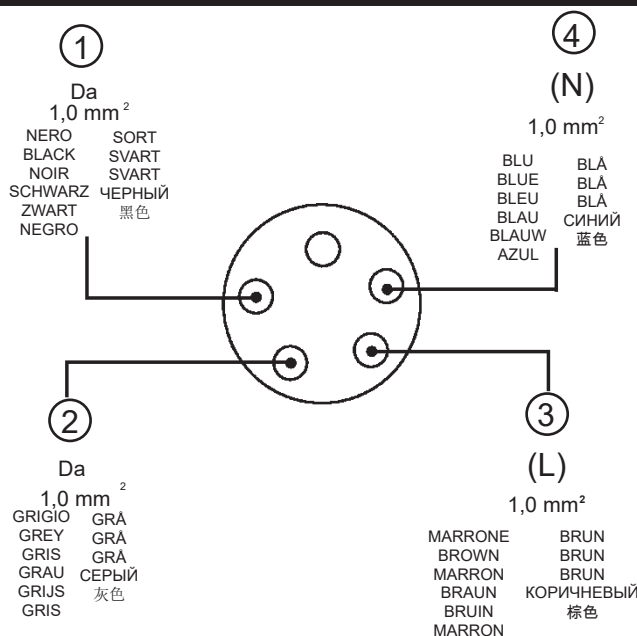 1
Da
1,0 mm²
NERO
BLACK
NOIR
SCHWARZ
ZWART
NEGRO
SORT
SVART
SVART
ЧЕРНЫЙ
黑色
4
(N)
1,0 mm²
BLU
BLUE
BLEU
BLAU
BLAUW
AZUL
BLÅ
BLÅ
BLÅ
СИНИЙ
蓝色
2
Da
1,0 mm²
GRIGIO
GREY
GRIS
GRAU
GRIJS
GRIS
GRÅ
GRÅ
GRÅ
СЕРЫЙ
灰色
3
(L)
1,0 mm²
MARRONE
BROWN
MARRON
BRAUN
BRUIN
MARRON
BRUN
BRUN
BRUN
КОРИЧНЕВЫЙ
棕色